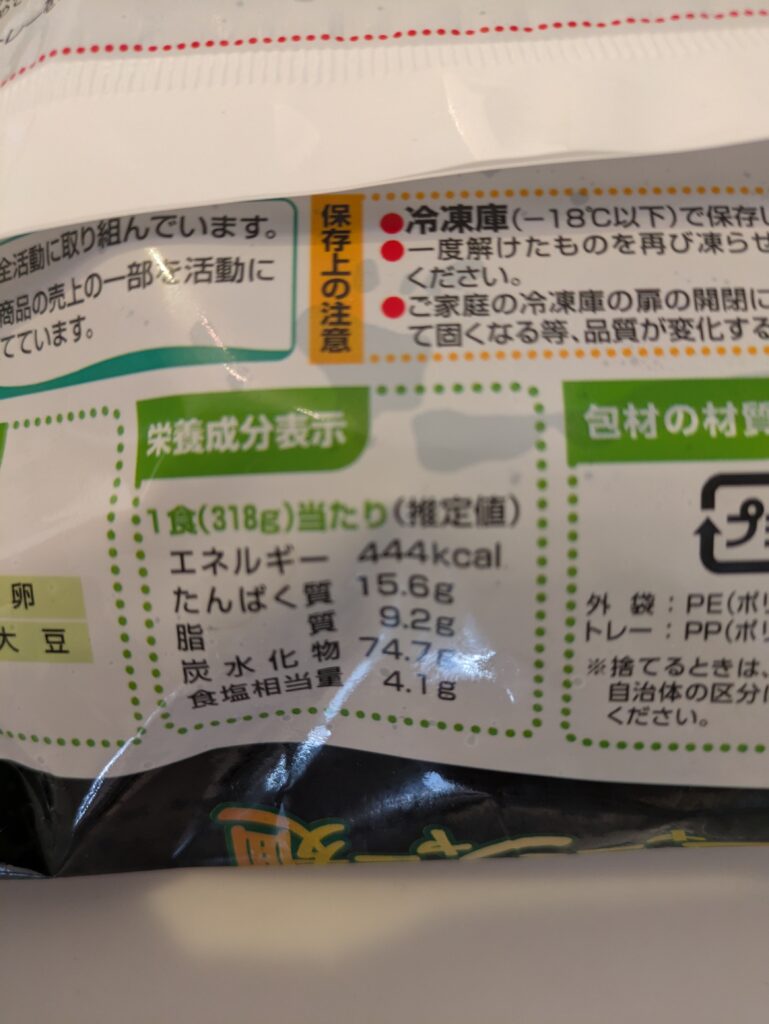 全活動に取り組んでいます。
商品の売上の一部を活動に
てています。
保存上の注意
●冷凍庫(-18℃以下)で保存し
●一度解けたものを再び凍らせ
ください。
●ご家庭の冷凍庫の扉の開閉に
て固くなる等、品質が変化する
卵
大豆
栄養成分表示
1食(318g)当たり(推定値)
エネルギー 444kcal
たんぱく質 15.6g
脂質 9.2g
炭水化物 74.7g
食塩相当量 4.1g
包材の材質
プ
外袋:PE(ポリ
トレー:PP(ポリ
※捨てるときは、
自治体の区分に
ください。